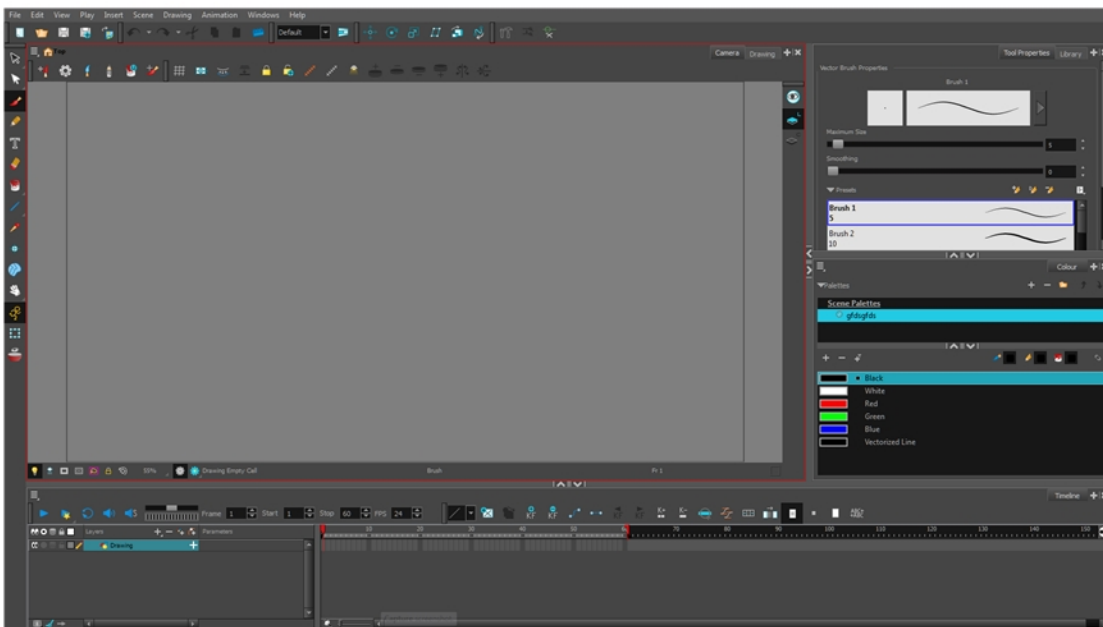 File Edit View Play Insert Scene Drawing Animation Windows Help
Default
Top
Camera Drawing
Tool Properties Library
Vector Brush Properties
Brush 1
Maximum Size
5
Smoothing
0
Presets
Brush 1
5
Brush 2
10
Colour
Palettes
Scene Palettes
gfdsgfds
Black
White
Red
Green
Blue
Vectorized Line
55% Drawing Empty Cell Brush Fr 1
Timeline
Frame 1 Start 1 Stop 60 FPS 24
Layers Parameters
10 20 30 40 50 60 70 80 90 100 110 120 130 140 150
Drawing